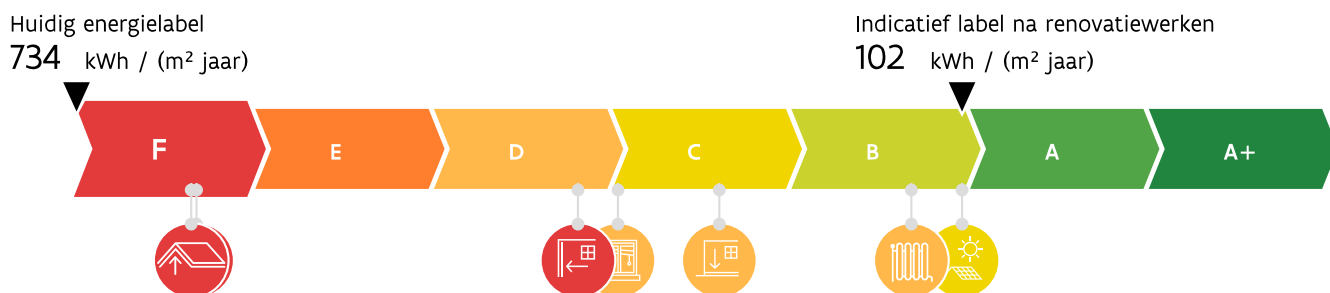 Huidig energielabel
734 kWh / (m² jaar)
Indicatief label na renovatiewerken
102 kWh / (m² jaar)
F E D C B A A+